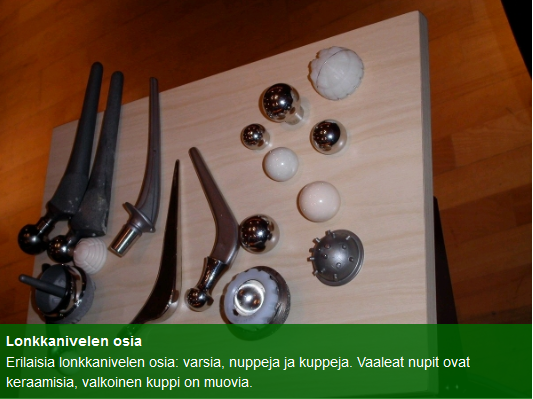 Lonkkanivelen osia
Erilaisia lonkkanivelen osia: varsia, nuppeja ja kuppeja. Vaaleat nupit ovat
keraamisia, valkoinen kuppi on muovia.